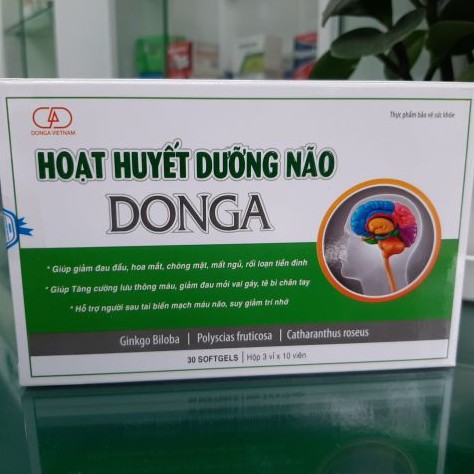 DONGA VIETNAM
Thực phẩm bảo vệ sức khỏe
HOẠT HUYẾT DƯỠNG NÃO
DONGA
* Giúp giảm đau đầu, hoa mắt, chóng mặt, mất ngủ, rối loạn tiền đình
* Giúp Tăng cường lưu thông máu, giảm đau mỏi vai gáy, tê bì chân tay
* Hỗ trợ người sau tai biến mạch máu não, suy giảm trí nhớ
Ginkgo Biloba | Polyscias fruticosa | Catharanthus roseus
30 SOFTGELS | Hộp 3 vỉ x 10 viên